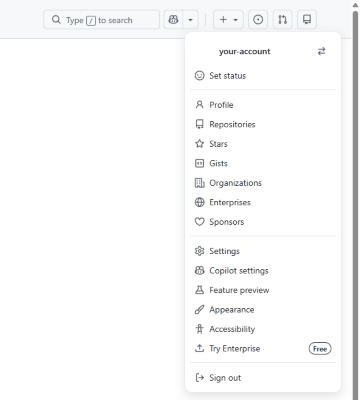 Type / to search
your-account
Set status
Profile
Repositories
Stars
Gists
Organizations
Enterprises
Sponsors
Settings
Copilot settings
Feature preview
Appearance
Accessibility
Try Enterprise Free
Sign out